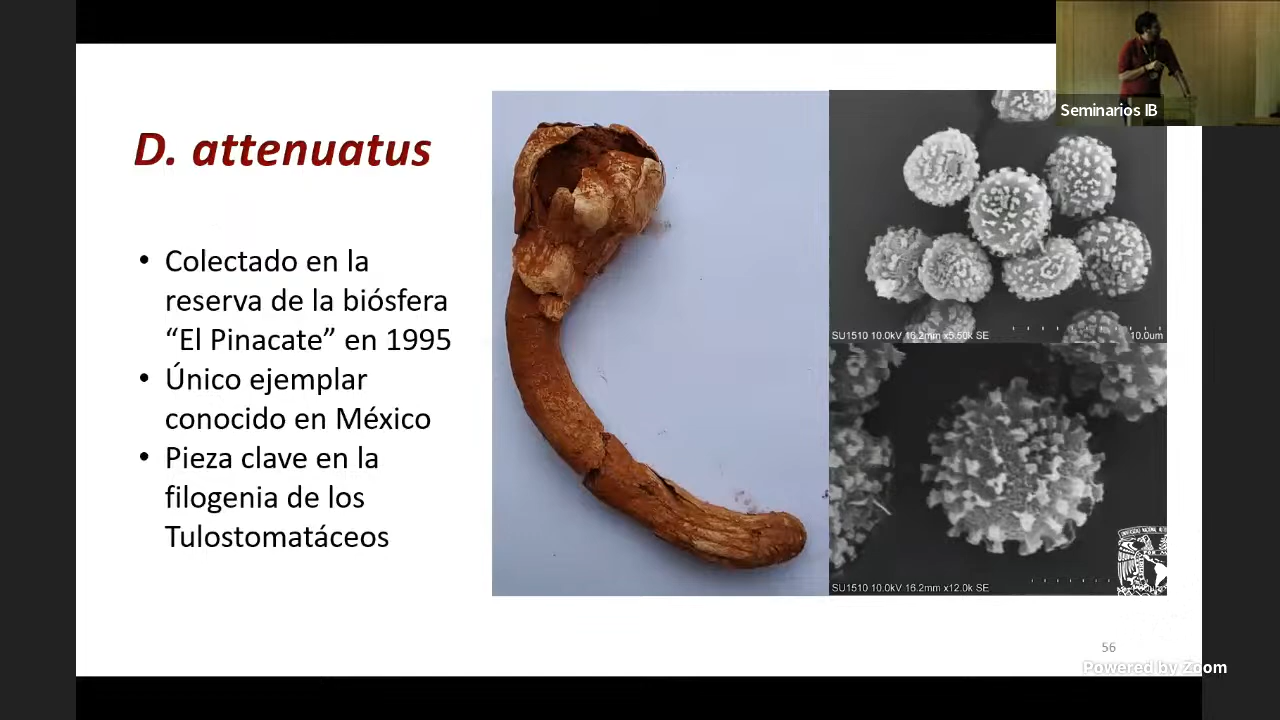 Seminarios IB
D. attenuatus
• Colectado en la
reserva de la biósfera
“El Pinacate” en 1995
• Único ejemplar
conocido en México
• Pieza clave en la
filogenia de los
Tulostomatáceos
SU1510 10.0kV 16.2mm x5.50k SE
10.0um
SU1510 10.0kV 16.2mm x12.0k SE
56
Powered by Zoom